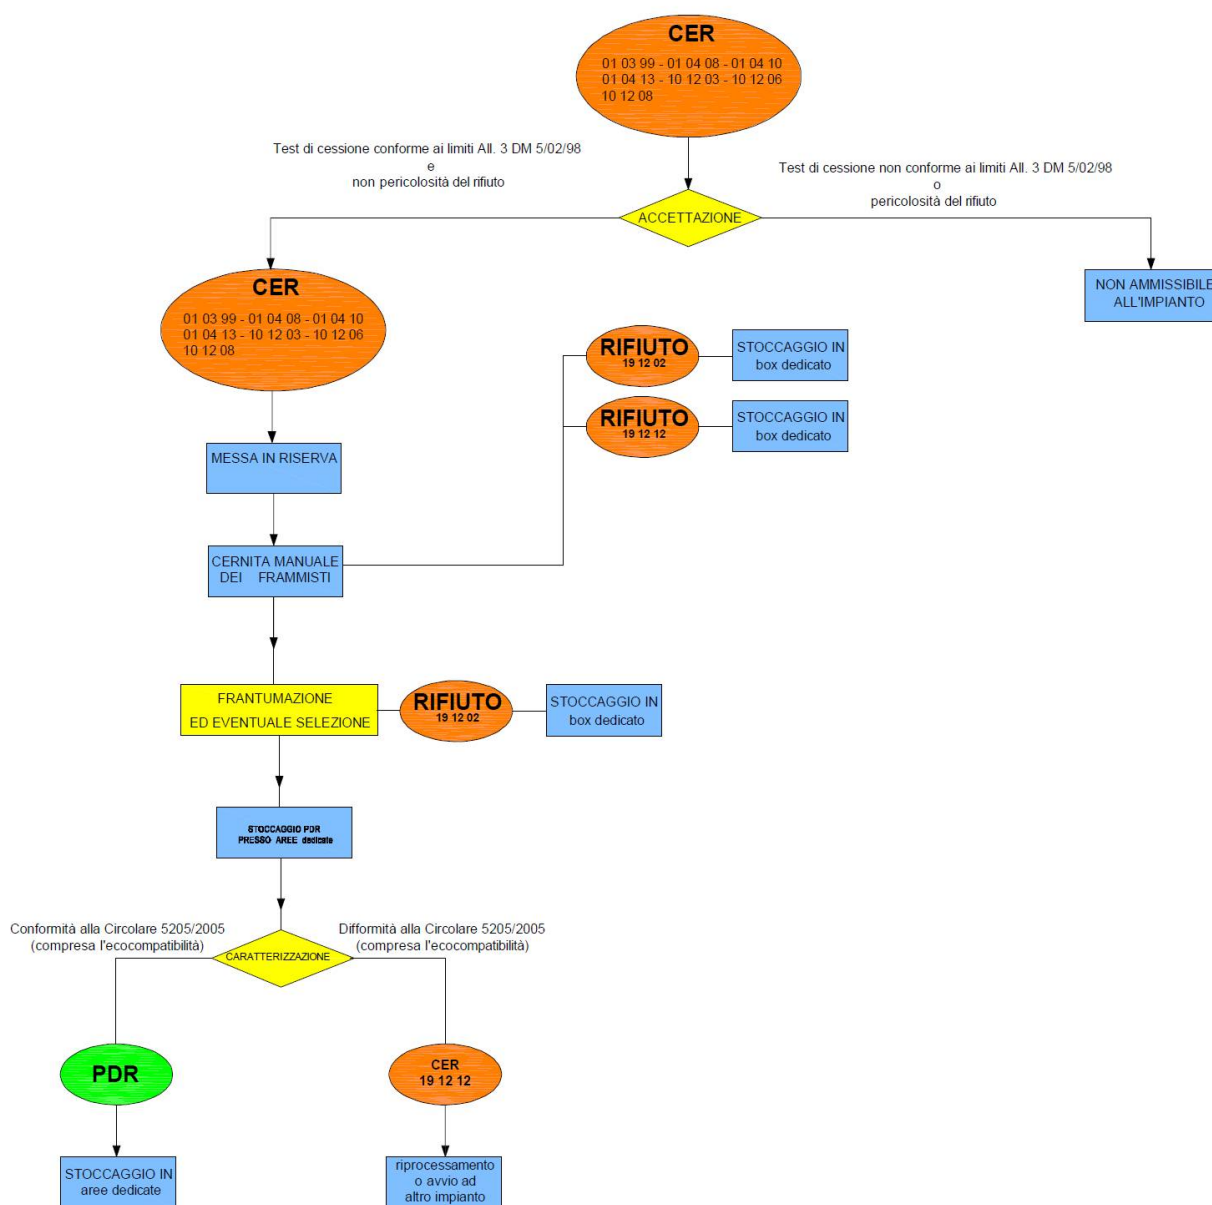 CER
01 03 99 - 01 04 08 - 01 04 10
01 04 13 - 10 12 03 - 10 12 06
10 12 08
Test di cessione conforme ai limiti All. 3 DM 5/02/98
e
non pericolosità del rifiuto
Test di cessione non conforme ai limiti All. 3 DM 5/02/98
o
pericolosità del rifiuto
ACCETTAZIONE
CER
01 03 99 - 01 04 08 - 01 04 10
01 04 13 - 10 12 03 - 10 12 06
10 12 08
NON AMMISSIBILE
ALL'IMPIANTO
RIFIUTO
19 12 02
STOCCAGGIO IN
box dedicato
RIFIUTO
19 12 12
STOCCAGGIO IN
box dedicato
MESSA IN RISERVA
CERNITA MANUALE
DEI FRAMMISTI
FRANTUMAZIONE
ED EVENTUALE SELEZIONE
RIFIUTO
19 12 02
STOCCAGGIO IN
box dedicato
STOCCAGGIO PDR
PRESSO AREE dedicate
Conformità alla Circolare 5205/2005
(compresa l'ecocompatibilità)
Difformità alla Circolare 5205/2005
(compresa l'ecocompatibilità)
CARATTERIZZAZIONE
PDR
CER
19 12 12
STOCCAGGIO IN
aree dedicate
riprocessamento
o avvio ad
altro impianto